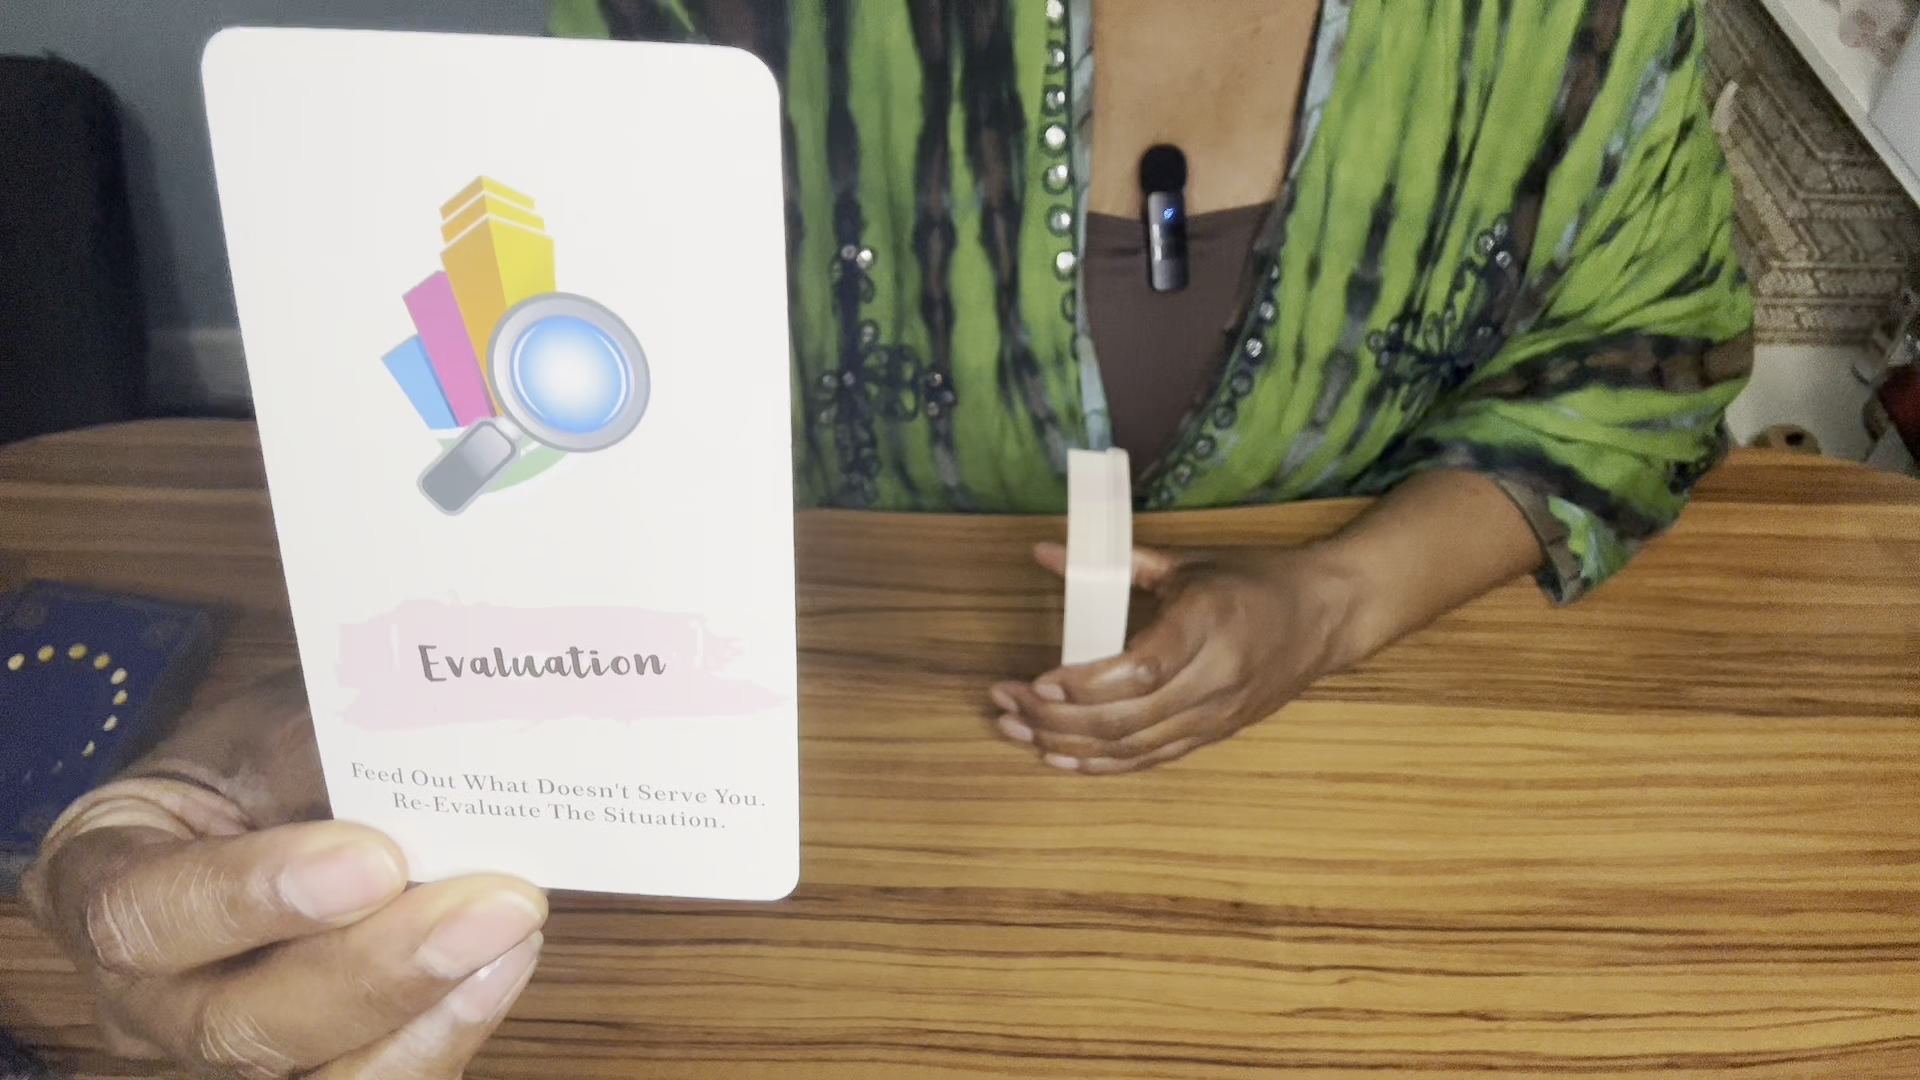 Evaluation
Feed Out What Doesn't Serve You.
Re-Evaluate The Situation.